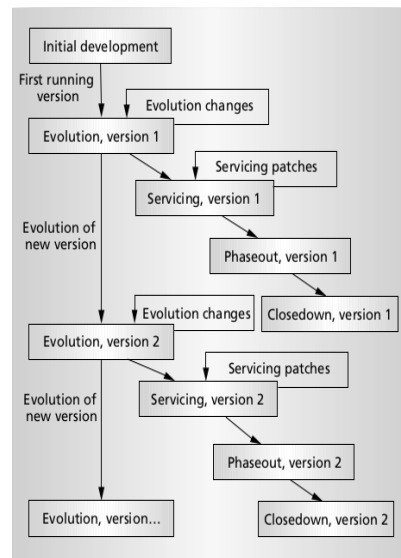 Initial development
First running
version
Evolution changes
Evolution, version 1
Servicing patches
Servicing, version 1
Evolution of
new version
Phaseout, version 1
Closedown, version 1
Evolution changes
Evolution, version 2
Servicing patches
Evolution of
new version
Servicing, version 2
Phaseout, version 2
Evolution, version...
Closedown, version 2